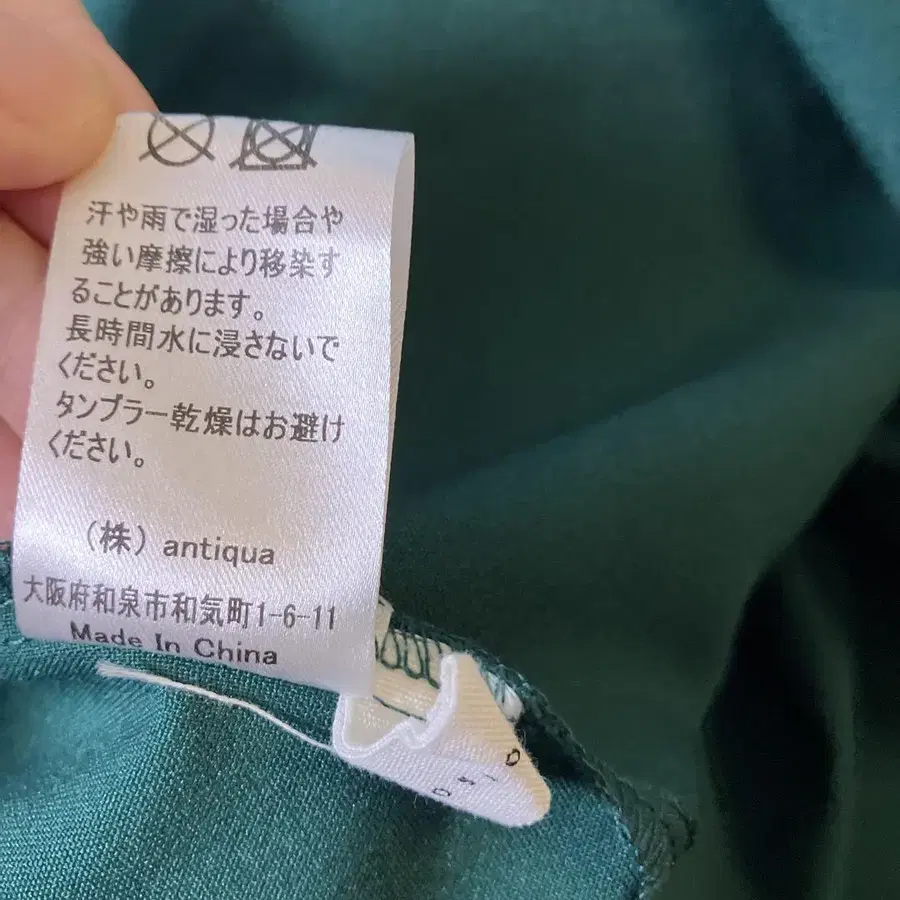 汗や雨で湿った場合や
強い摩擦により移染す
ることがあります。
長時間水に浸さないで
ください。
タンブラー乾燥はお避け
ください。
（株）antiqua
大阪府和泉市和気町1-6-11
Made In China